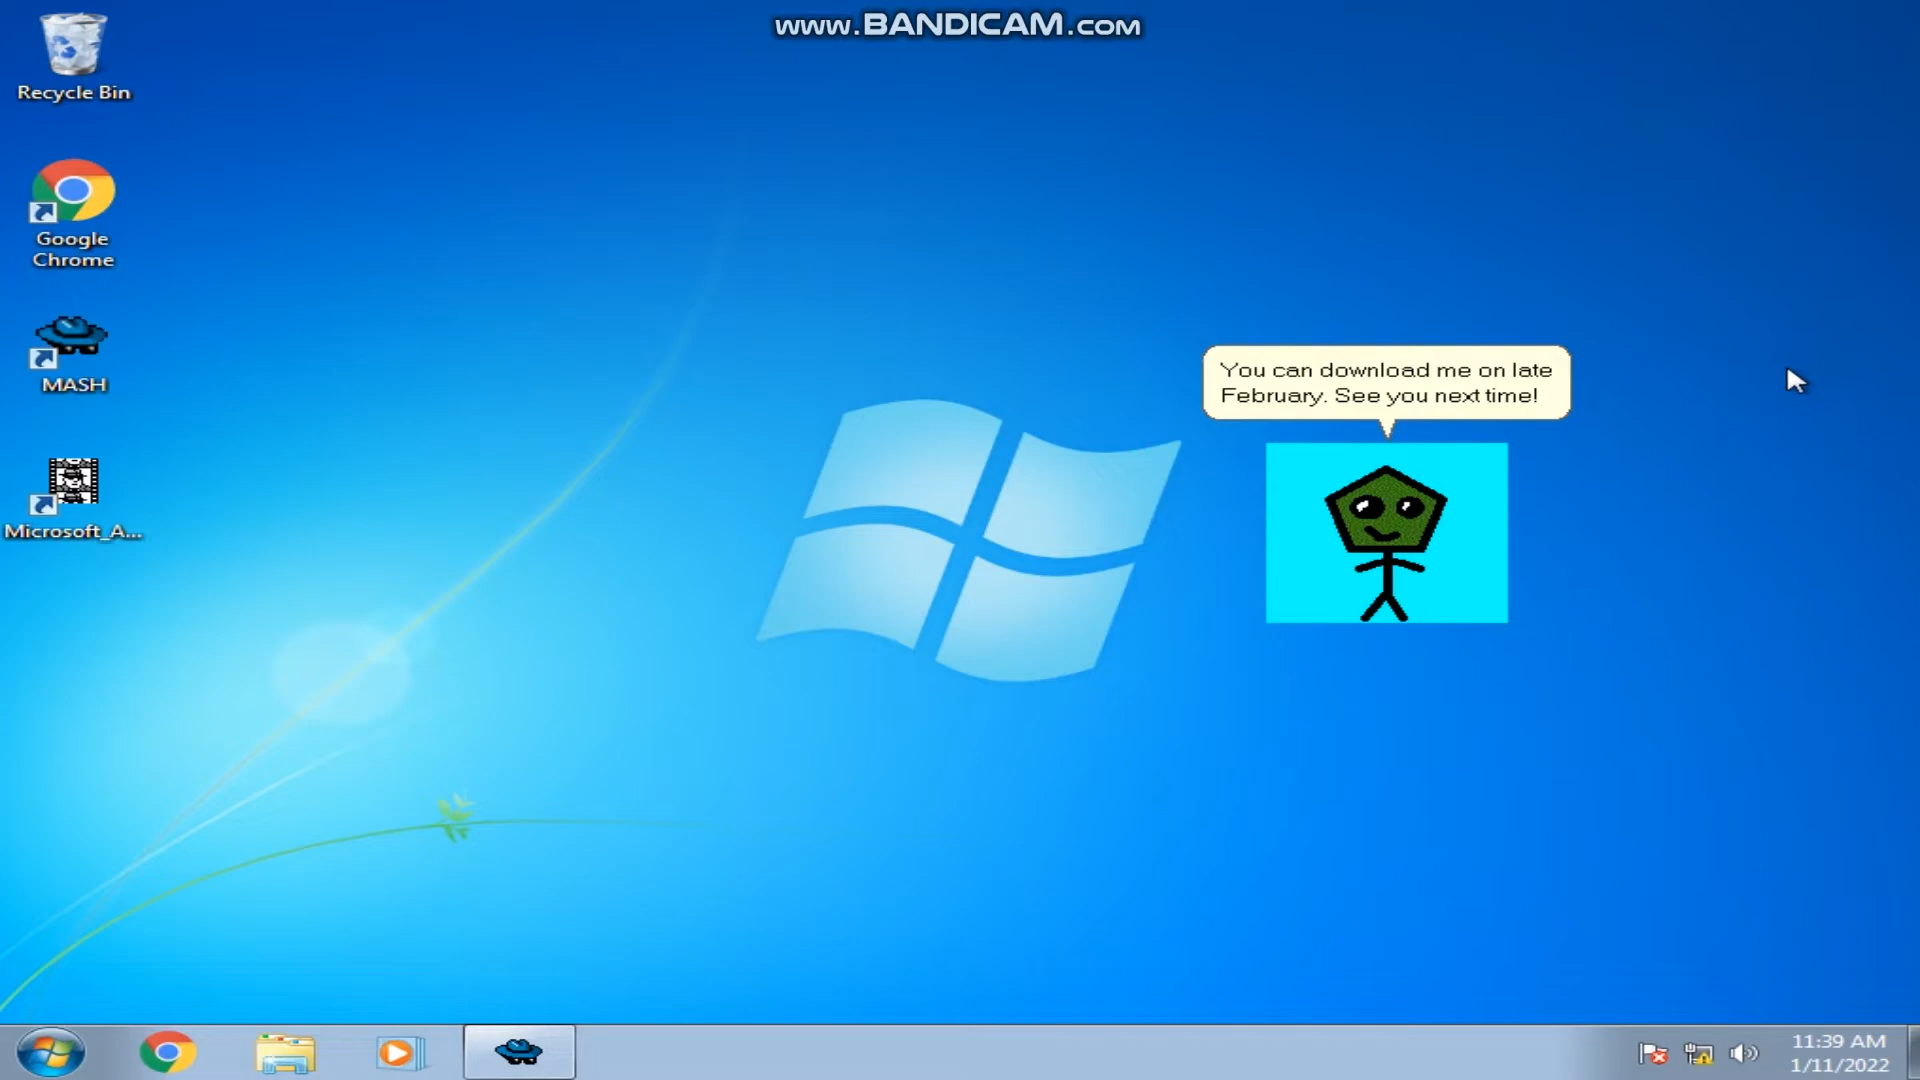 www.BANDICAM.com
Recycle Bin
Google
Chrome
MASH
Microsoft_A...
You can download me on late
February. See you next time!
11:39 AM
1/11/2022